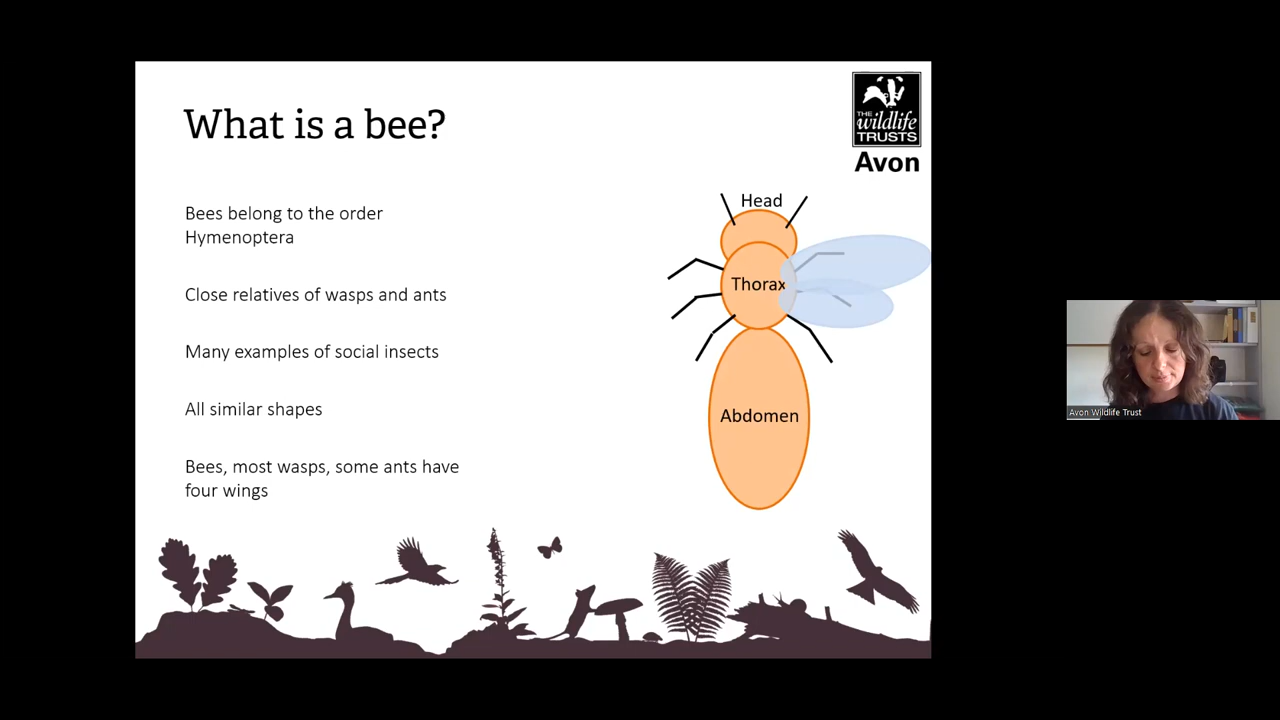 What is a bee?
THE
wildlife
TRUSTS
Avon
Bees belong to the order
Hymenoptera
Close relatives of wasps and ants
Many examples of social insects
All similar shapes
Bees, most wasps, some ants have
four wings
Head
Thorax
Abdomen
Avon Wildlife Trust